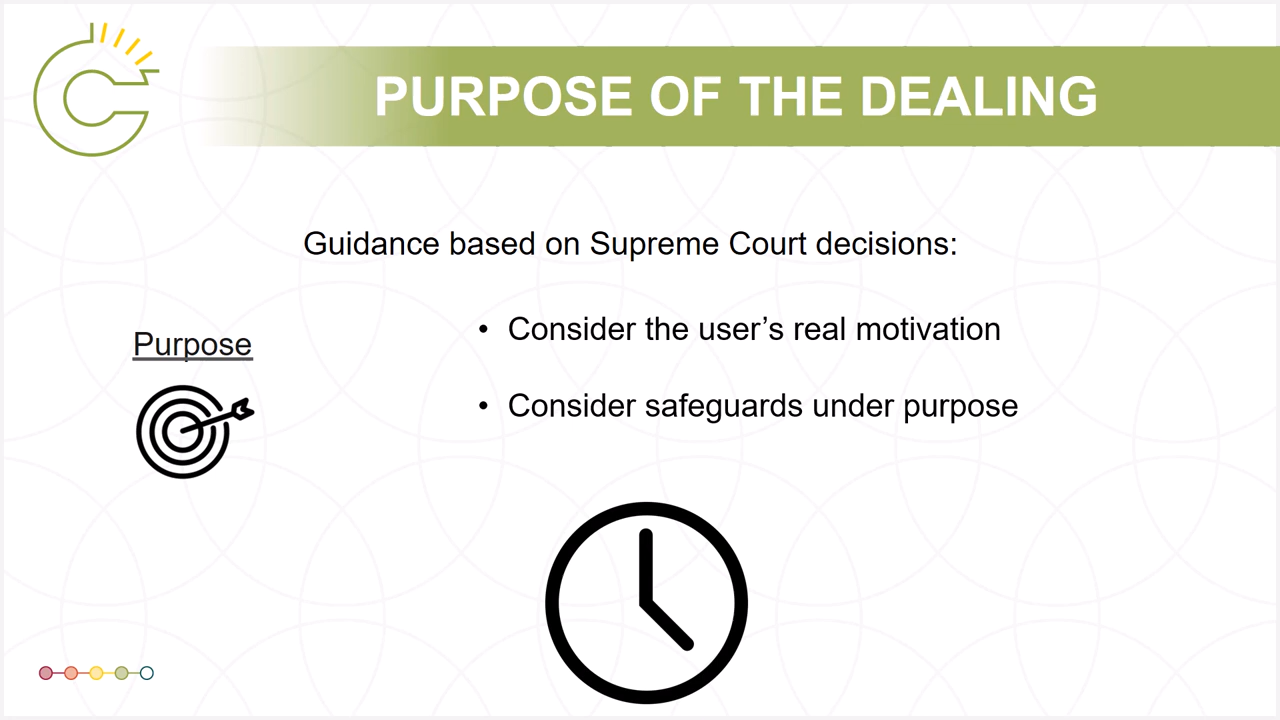 PURPOSE OF THE DEALING
Guidance based on Supreme Court decisions:
Purpose
• Consider the user’s real motivation
• Consider safeguards under purpose